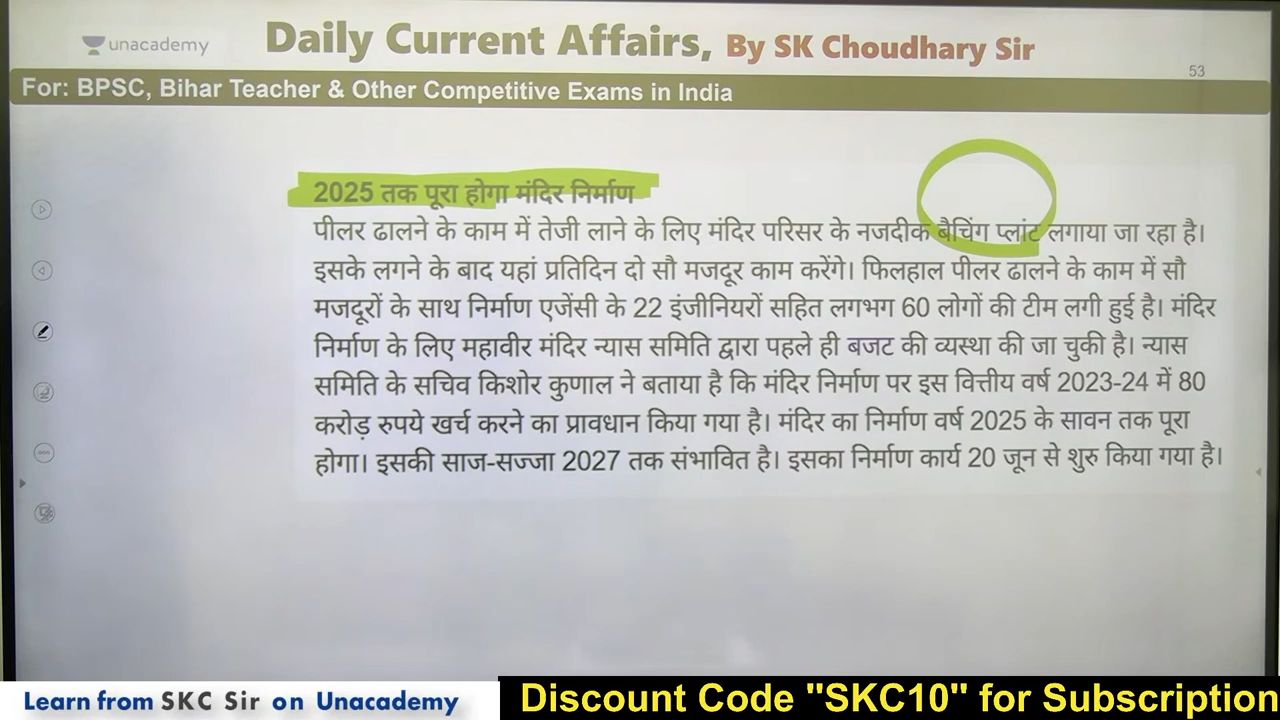 unacademy
Daily Current Affairs, By SK Choudhary Sir
53
For: BPSC, Bihar Teacher & Other Competitive Exams in India
2025 तक पूरा होगा मंदिर निर्माण
पीलर ढालने के काम में तेजी लाने के लिए मंदिर परिसर के नजदीक बैचिंग प्लांट लगाया जा रहा है।
इसके लगने के बाद यहां प्रतिदिन दो सौ मजदूर काम करेंगे। फिलहाल पीलर ढालने के काम में सौ
मजदूरों के साथ निर्माण एजेंसी के 22 इंजीनियरों सहित लगभग 60 लोगों की टीम लगी हुई है। मंदिर
निर्माण के लिए महावीर मंदिर न्यास समिति द्वारा पहले ही बजट की व्यस्था की जा चुकी है। न्यास
समिति के सचिव किशोर कुणाल ने बताया है कि मंदिर निर्माण पर इस वित्तीय वर्ष 2023-24 में 80
करोड़ रुपये खर्च करने का प्रावधान किया गया है। मंदिर का निर्माण वर्ष 2025 के सावन तक पूरा
होगा। इसकी साज-सज्जा 2027 तक संभावित है। इसका निर्माण कार्य 20 जून से शुरु किया गया है।
Learn from SKC Sir on Unacademy
Discount Code "SKC10" for Subscription